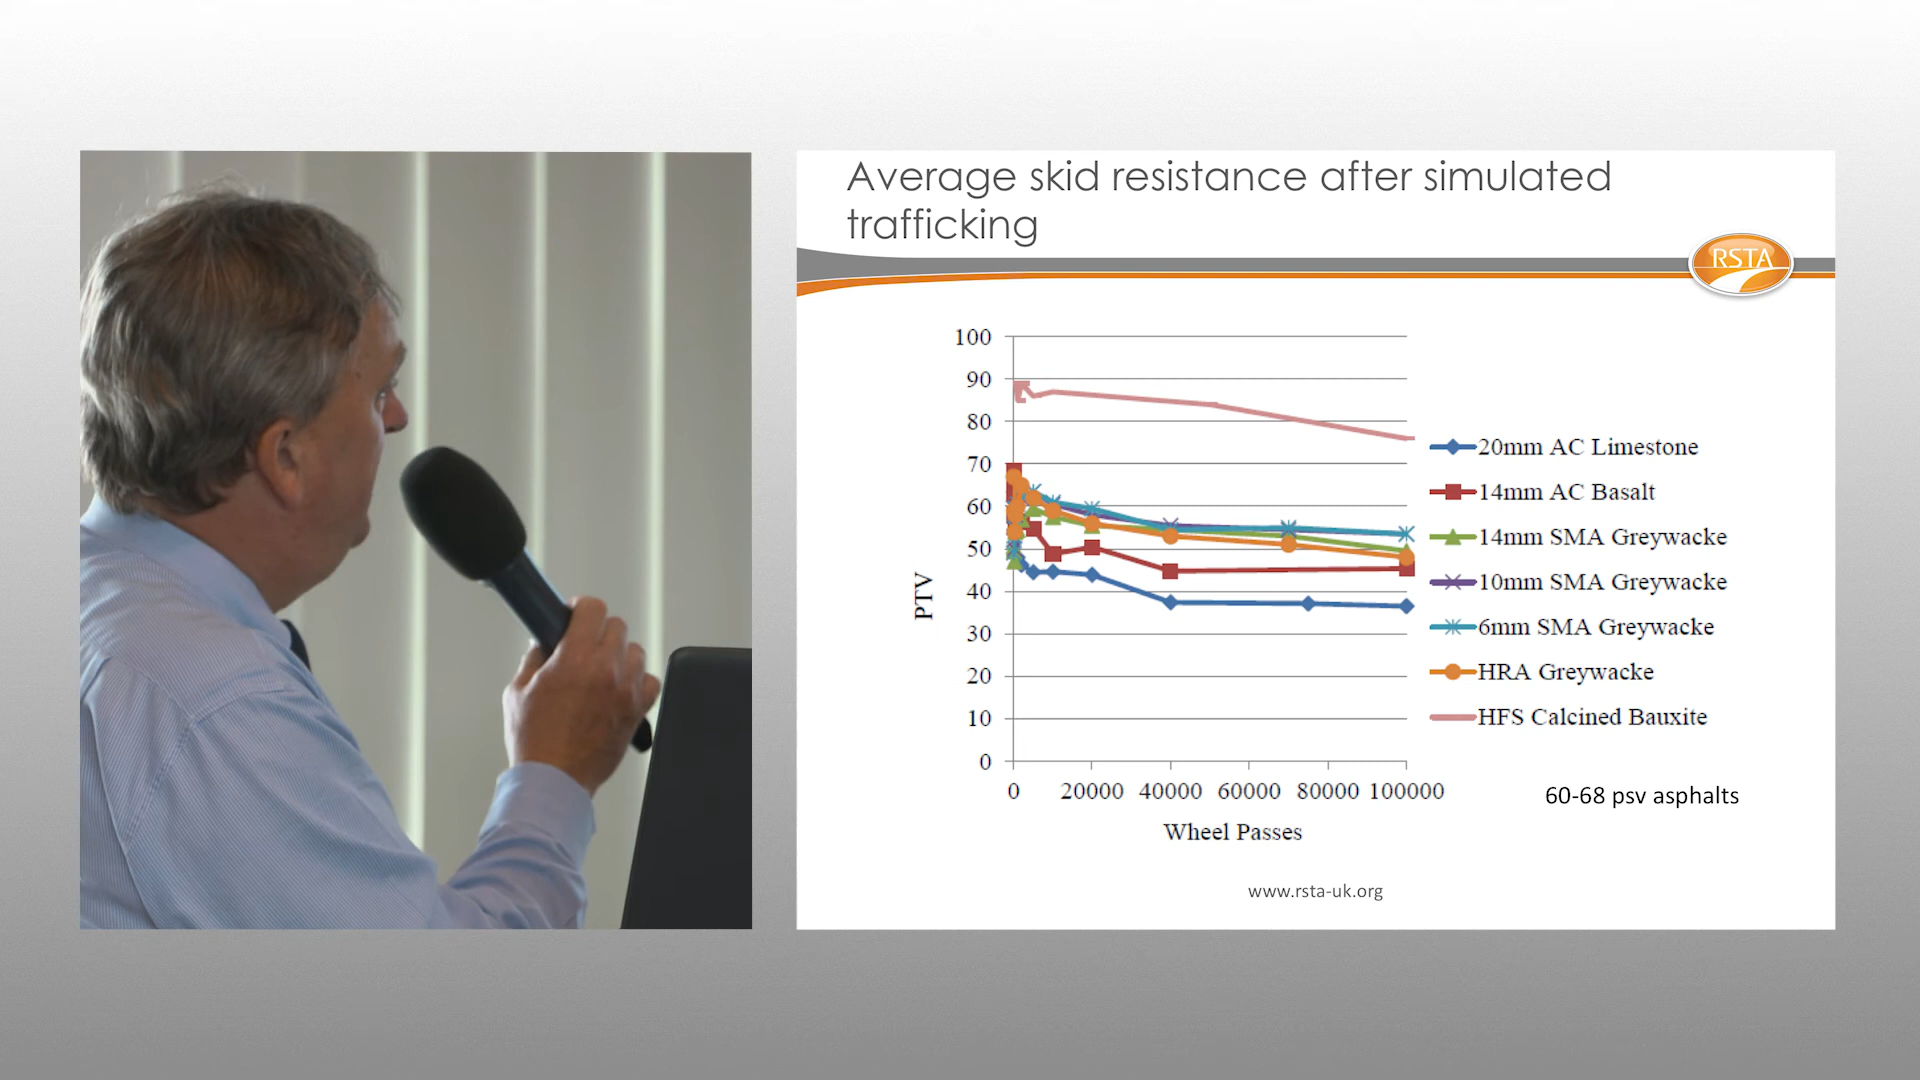 Average skid resistance after simulated
trafficking
RSTA
100
90
80
70
60
50
40
30
20
10
0
PTV
0 20000 40000 60000 80000 100000
Wheel Passes
20mm AC Limestone
14mm AC Basalt
14mm SMA Greywacke
10mm SMA Greywacke
6mm SMA Greywacke
HRA Greywacke
HFS Calcined Bauxite
60-68 psv asphalts
www.rsta-uk.org